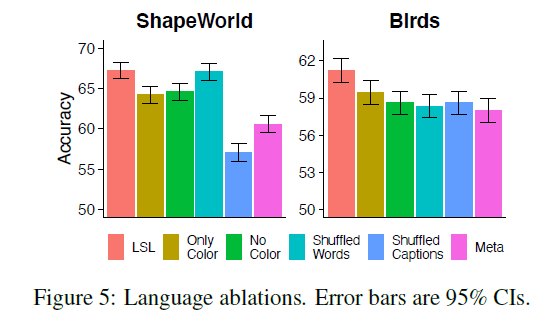 ShapeWorld
BIrds
Accuracy
70
65
60
55
50
62
59
56
53
50
LSL
Only Color
No Color
Shuffled Words
Shuffled Captions
Meta
Figure 5: Language ablations. Error bars are 95% CIs.